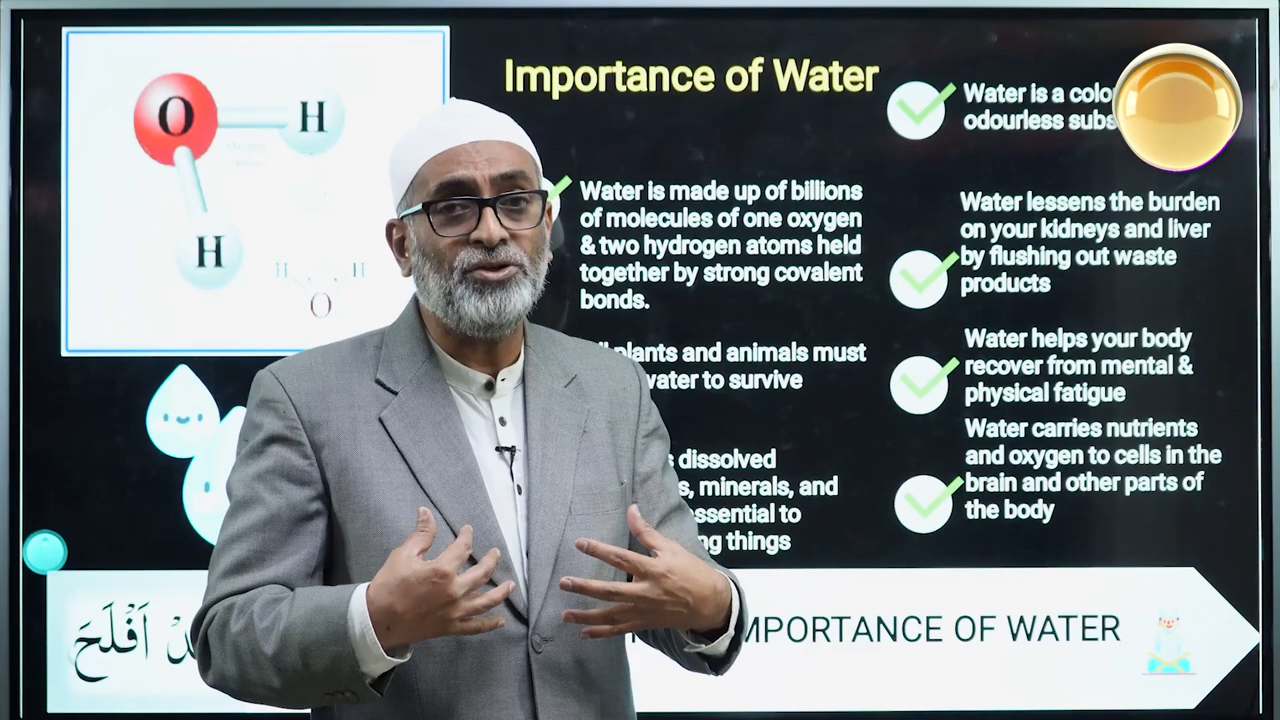 O
H
H
H H
O
Importance of Water
Water is made up of billions
of molecules of one oxygen
& two hydrogen atoms held
together by strong covalent
bonds.
plants and animals must
water to survive
dissolved
minerals, and
essential to
things
Water is a
odourless
Water lessens the burden
on your kidneys and liver
by flushing out waste
products
Water helps your body
recover from mental &
physical fatigue
Water carries nutrients
and oxygen to cells in the
brain and other parts of
the body
اَفْلَحَ
IMPORTANCE OF WATER